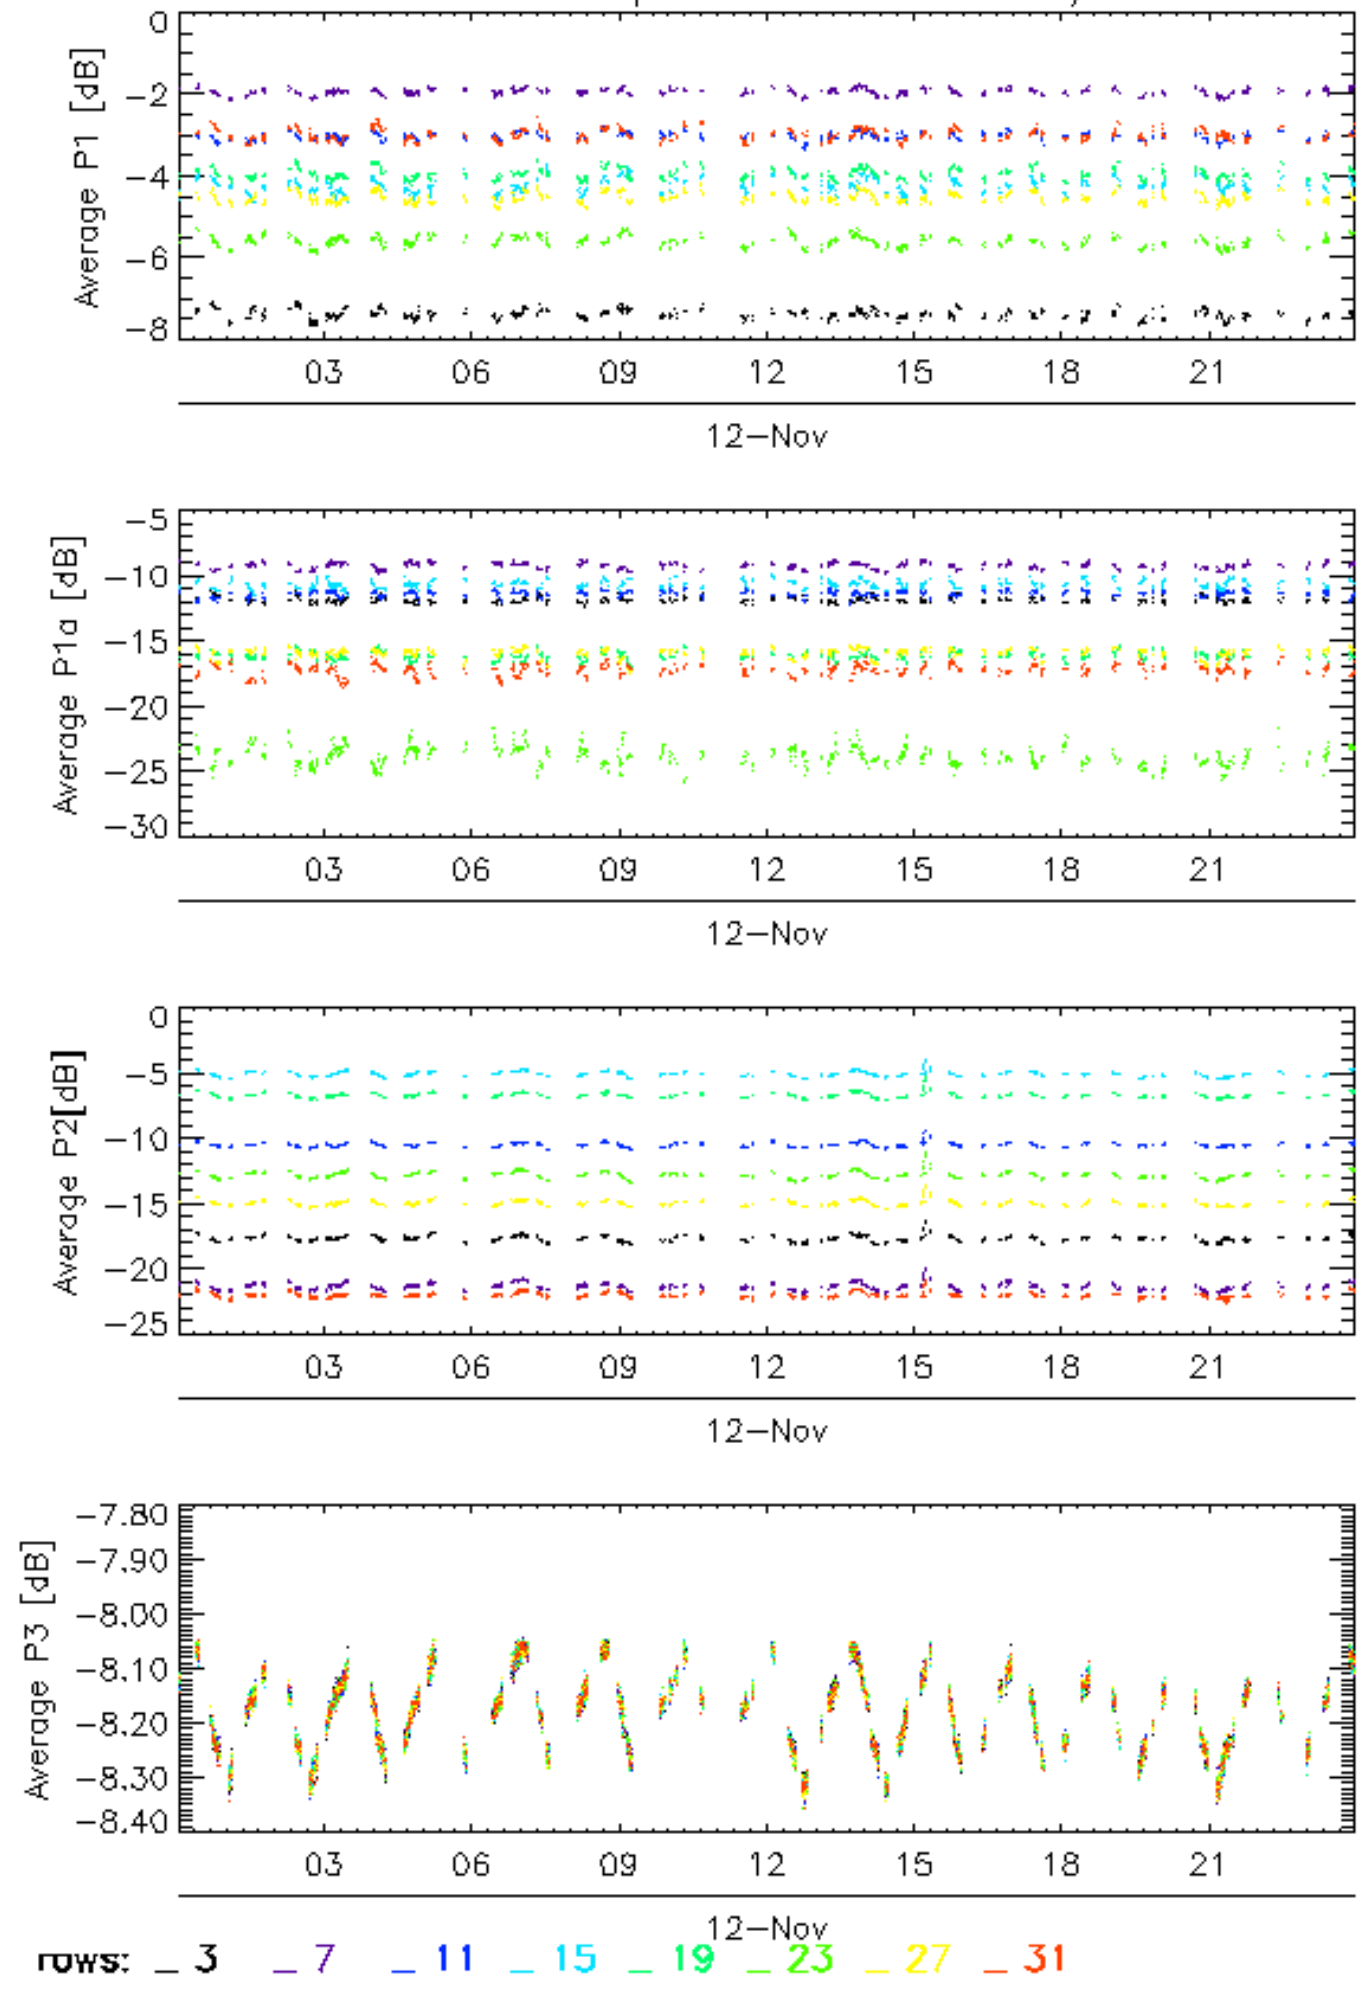 0
−2
−4
−6
−8
Average P1 [dB]
03 06 09 12 15 18 21
12−Nov
−5
−10
−15
−20
−25
−30
Average P1a [dB]
03 06 09 12 15 18 21
12−Nov
0
−5
−10
−15
−20
−25
Average P2[dB]
03 06 09 12 15 18 21
12−Nov
−7.80
−7.90
−8.00
−8.10
−8.20
−8.30
−8.40
Average P3 [dB]
03 06 09 12 15 18 21
12−Nov
rows: _ 3 _ 7 _ 11 _ 15 _ 19 _ 23 _ 27 _ 31